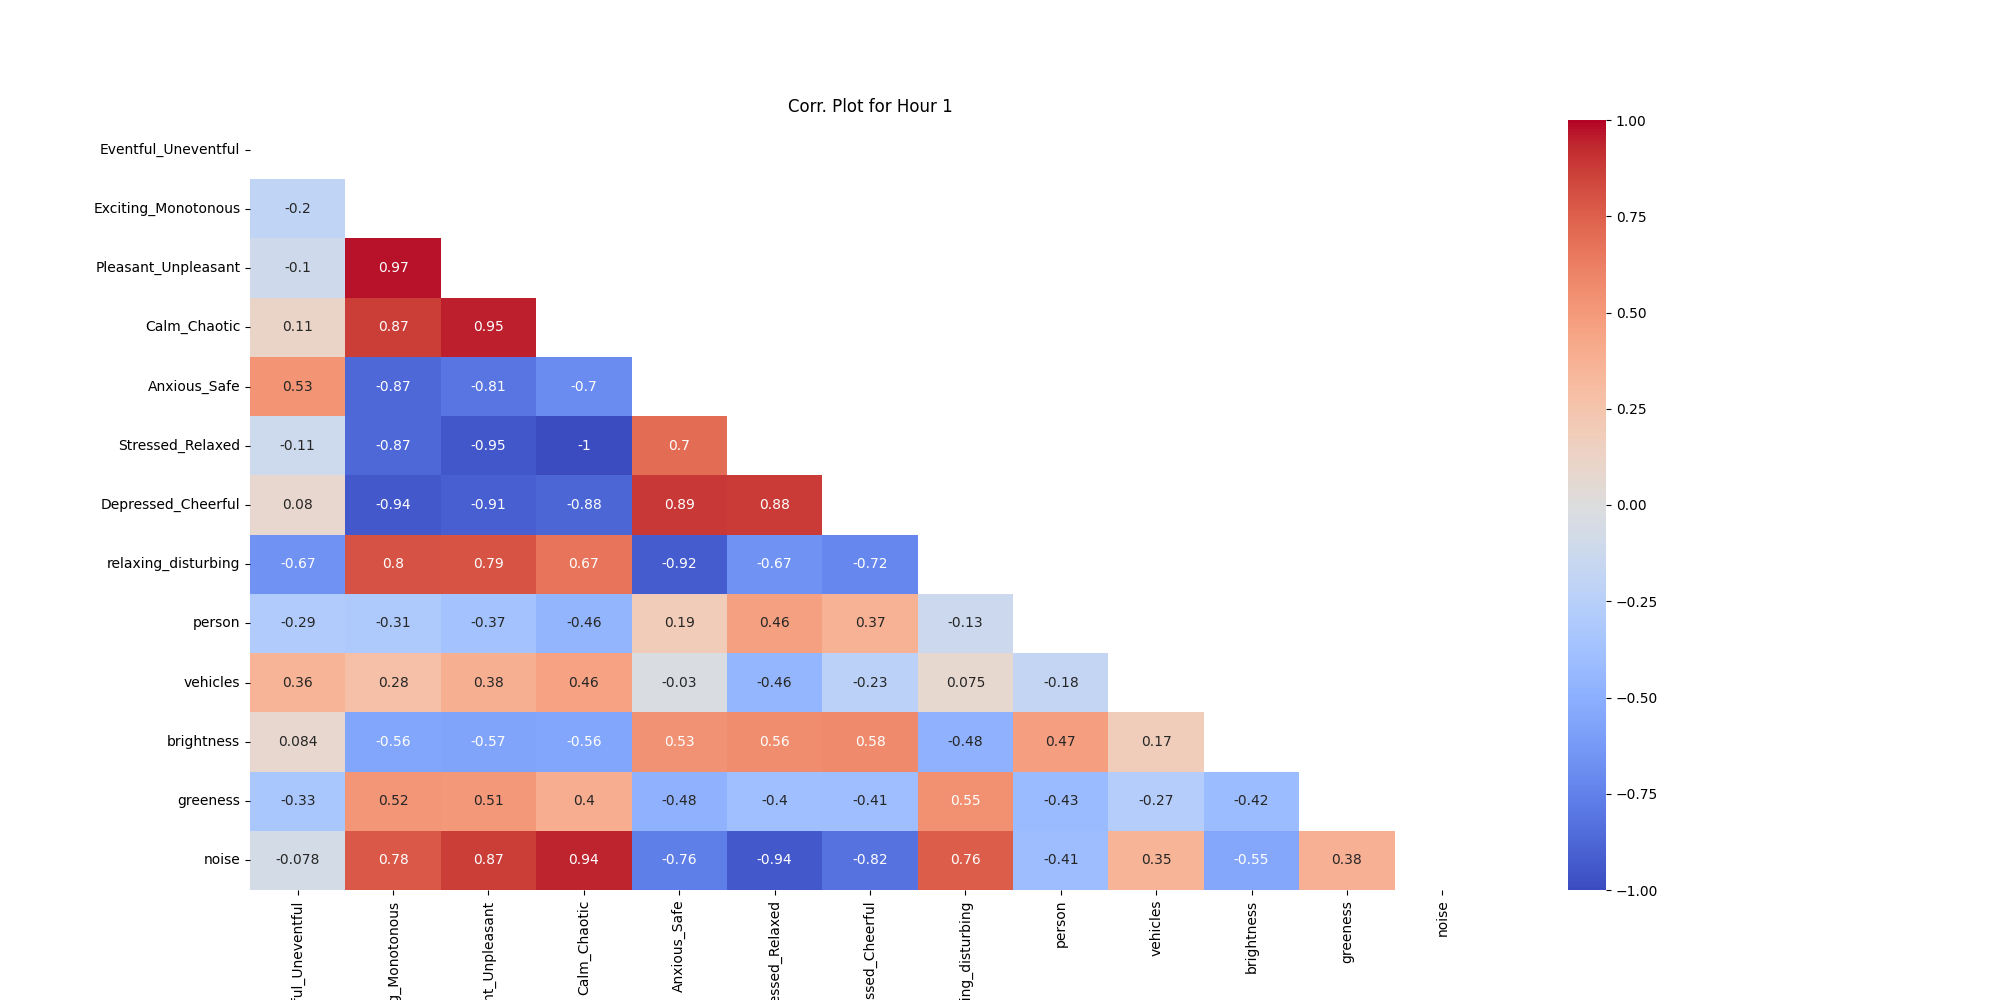 Corr. Plot for Hour 1
Eventful_Uneventful
Exciting_Monotonous -0.2
Pleasant_Unpleasant -0.1 0.97
Calm_Chaotic 0.11 0.87 0.95
Anxious_Safe 0.53 -0.87 -0.81 -0.7
Stressed_Relaxed -0.11 -0.87 -0.95 -1 0.7
Depressed_Cheerful 0.08 -0.94 -0.91 -0.88 0.89 0.88
relaxing_disturbing -0.67 0.8 0.79 0.67 -0.92 -0.67 -0.72
person -0.29 -0.31 -0.37 -0.46 0.19 0.46 0.37 -0.13
vehicles 0.36 0.28 0.38 0.46 -0.03 -0.46 -0.23 0.075 -0.18
brightness 0.084 -0.56 -0.57 -0.56 0.53 0.56 0.58 -0.48 0.47 0.17
greeness -0.33 0.52 0.51 0.4 -0.48 -0.4 -0.41 0.55 -0.43 -0.27 -0.42
noise -0.078 0.78 0.87 0.94 -0.76 -0.94 -0.82 0.76 -0.41 0.35 -0.55 0.38
ful_Uneventful
g_Monotonous
nt_Unpleasant
Calm_Chaotic
Anxious_Safe
essed_Relaxed
ssed_Cheerful
ing_disturbing
person
vehicles
brightness
greeness
noise
1.00
0.75
0.50
0.25
0.00
−0.25
−0.50
−0.75
−1.00